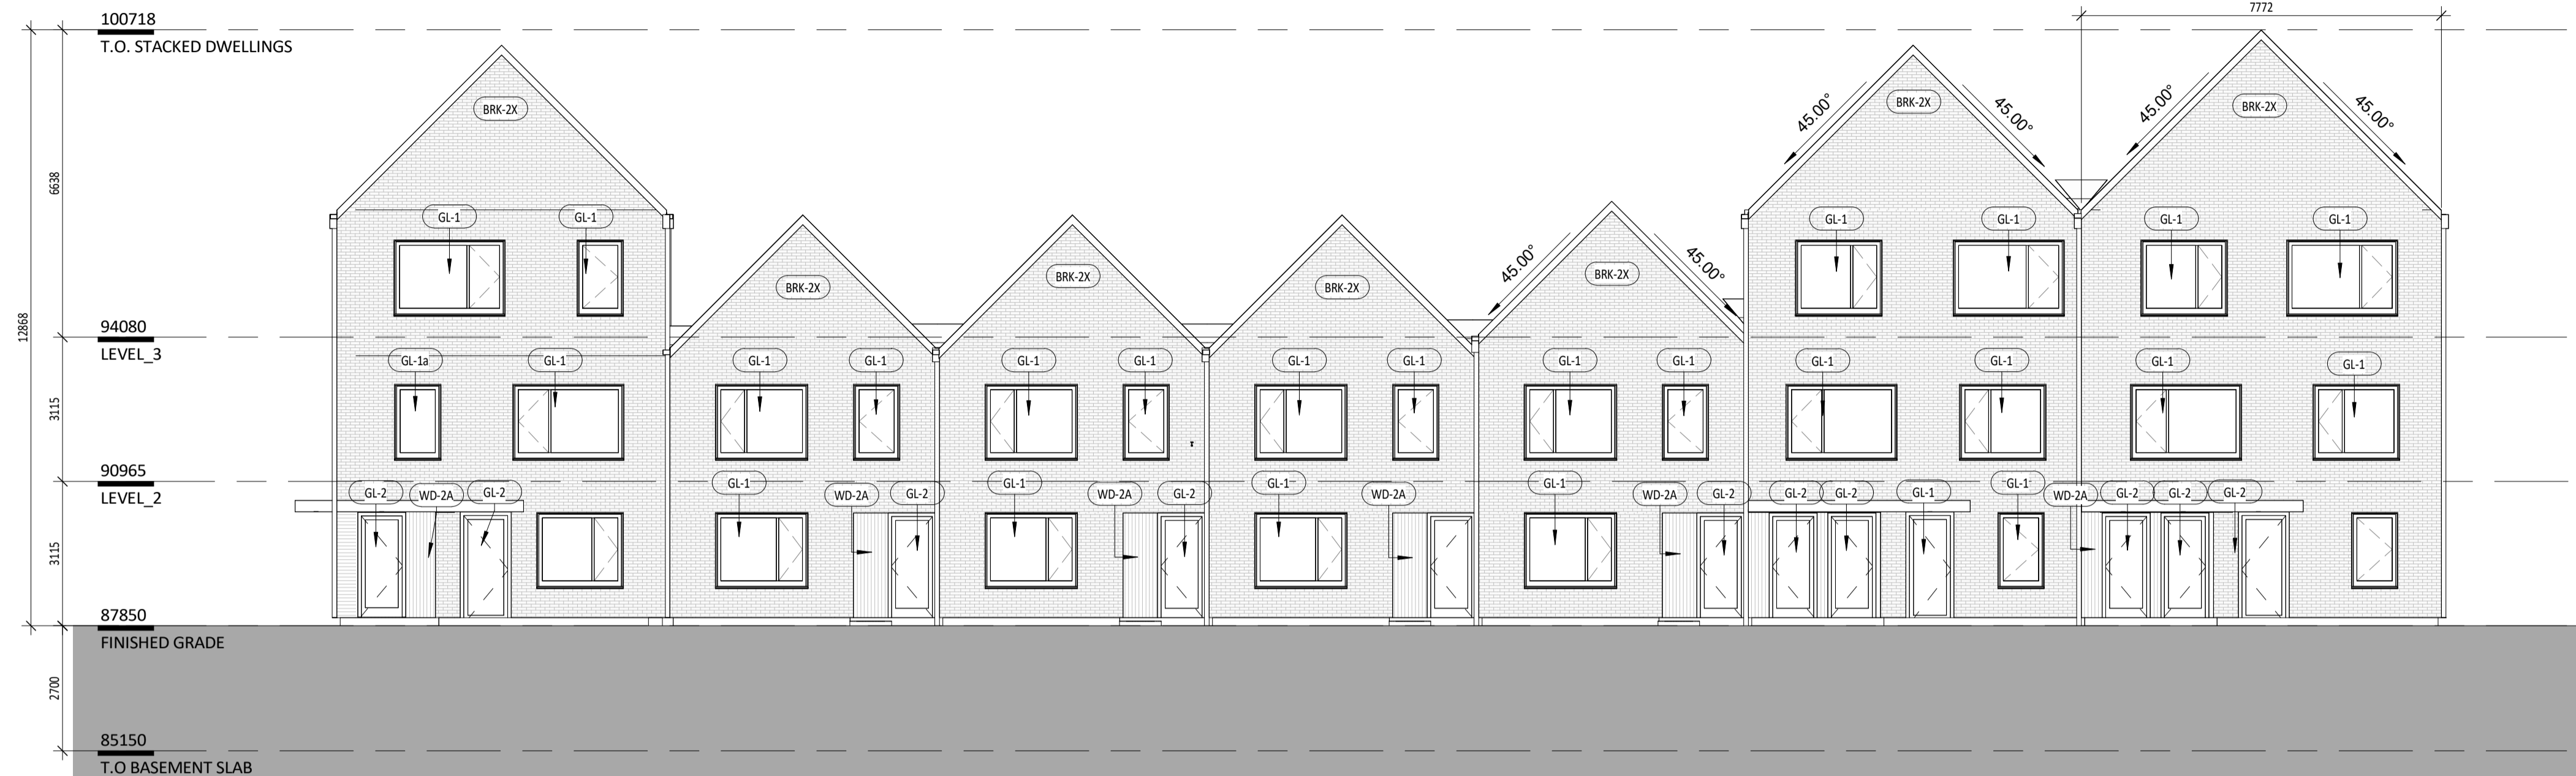 100718
T.O. STACKED DWELLINGS
7772
BRK-2X
BRK-2X
BRK-2X
45.00°
45.00°
45.00°
45.00°
6638
12868
GL-1
GL-1
GL-1
GL-1
GL-1
GL-1
BRK-2X
BRK-2X
BRK-2X
BRK-2X
45.00°
45.00°
94080
LEVEL_3
GL-1a
GL-1
GL-1
GL-1
GL-1
GL-1
GL-1
GL-1
GL-1
GL-1
GL-1
GL-1
GL-1
GL-1
3115
90965
LEVEL_2
GL-2
WD-2A
GL-2
GL-1
WD-2A
GL-2
GL-1
WD-2A
GL-2
GL-1
WD-2A
GL-1
WD-2A
GL-2
GL-2
GL-2
GL-1
GL-1
WD-2A
GL-2
GL-2
GL-2
3115
87850
FINISHED GRADE
2700
85150
T.O BASEMENT SLAB